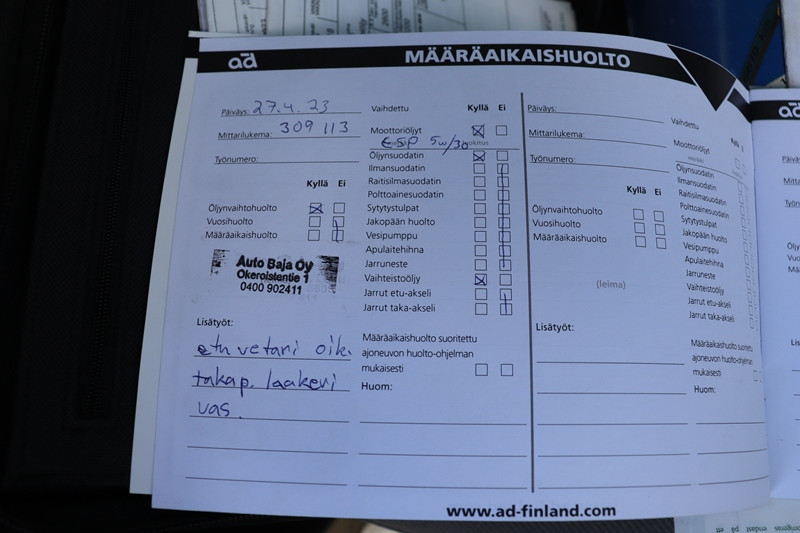 ad MÄÄRÄAIKAISHUOLTO
Päiväys: 27.4.23
Mittarilukema: 309 113
Työnumero:
Kyllä Ei
Öljynvaihtohuolto
Vuosihuolto
Määräaikaishuolto
Auto Baja Oy
Okeroistentie 1
0400 902411
Lisätyöt:
etu vetari oik.
takap. laakeri
vas.
Vaihdettu Kyllä Ei
Moottoriöljyt
ESP 5w/30
Öljynsuodatin
Ilmansuodatin
Raitisilmasuodatin
Polttoainesuodatin
Sytytystulpat
Jakopään huolto
Vesipumppu
Apulaitehihna
Jarruneste
Vaihteistoöljy
Jarrut etu-akseli
Jarrut taka-akseli
Määräaikaishuolto suoritettu
ajoneuvon huolto-ohjelman
mukaisesti
Huom:
Päiväys:
Mittarilukema:
Työnumero:
Kyllä Ei
Öljynvaihtohuolto
Vuosihuolto
Määräaikaishuolto
(leima)
Lisätyöt:
Vaihdettu
Moottoriöljyt
Öljynsuodatin
Ilmansuodatin
Raitisilmasuodatin
Polttoainesuodatin
Sytytystulpat
Jakopään huolto
Vesipumppu
Apulaitehihna
Jarruneste
Vaihteistoöljy
Jarrut etu-akseli
Jarrut taka-akseli
Määräaikaishuolto suoritettu
ajoneuvon huolto-ohjelman
mukaisesti
Huom:
www.ad-finland.com
ad